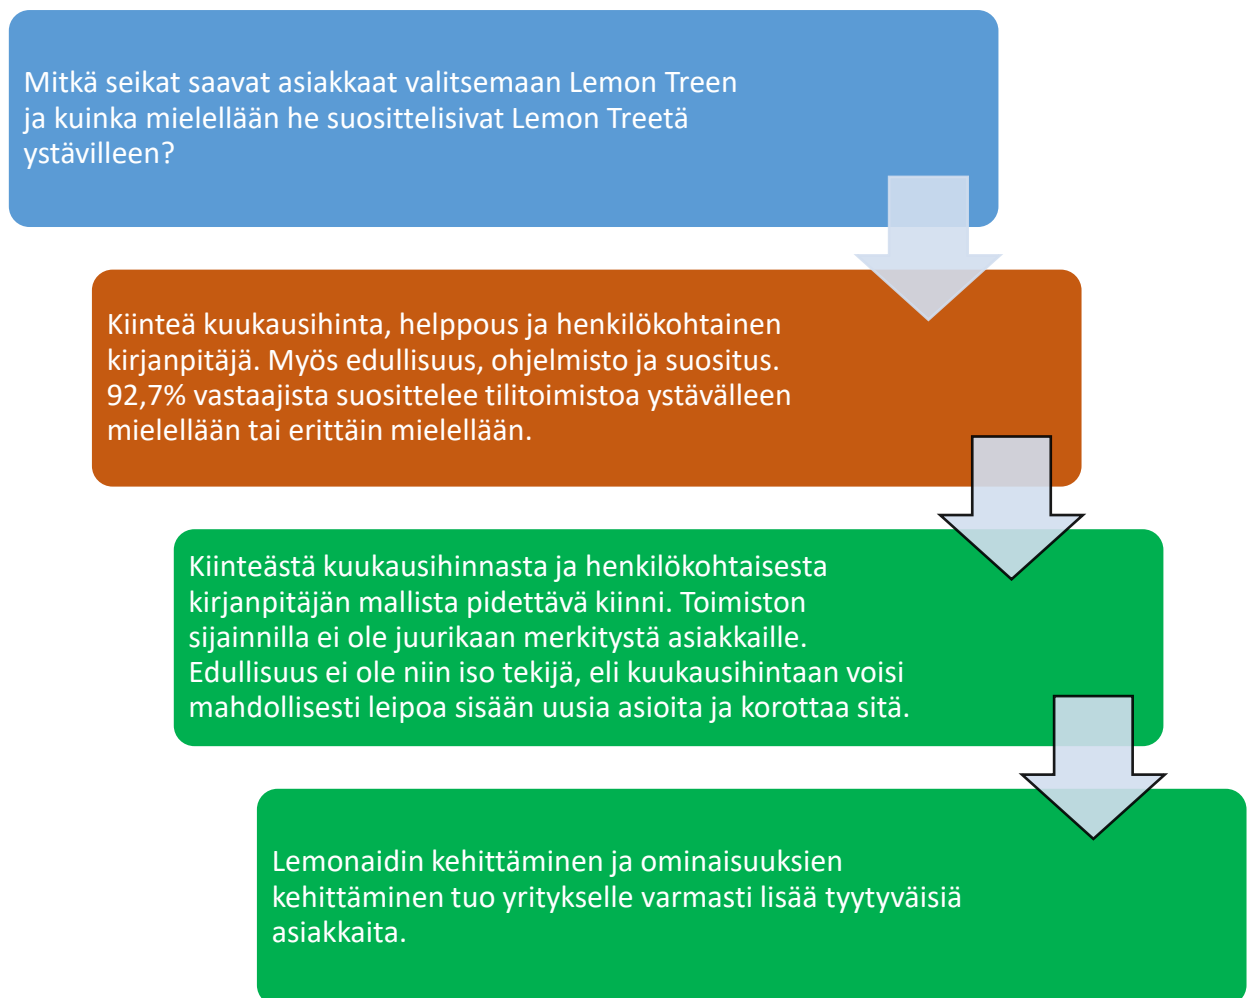 Mitkä seikat saavat asiakkaat valitsemaan Lemon Treen
ja kuinka mielellään he suosittelisivat Lemon Treetä
ystävilleen?
Kiinteä kuukausihinta, helppous ja henkilökohtainen
kirjanpitäjä. Myös edullisuus, ohjelmisto ja suositus.
92,7% vastaajista suosittelee tilitoimistoa ystävälleen
mielellään tai erittäin mielellään.
Kiinteästä kuukausihinnasta ja henkilökohtaisesta
kirjanpitäjän mallista pidettävä kiinni. Toimiston
sijainnilla ei ole juurikaan merkitystä asiakkaille.
Edullisuus ei ole niin iso tekijä, eli kuukausihintaan voisi
mahdollisesti leipoa sisään uusia asioita ja korottaa sitä.
Lemonaidin kehittäminen ja ominaisuuksien
kehittäminen tuo yritykselle varmasti lisää tyytyväisiä
asiakkaita.